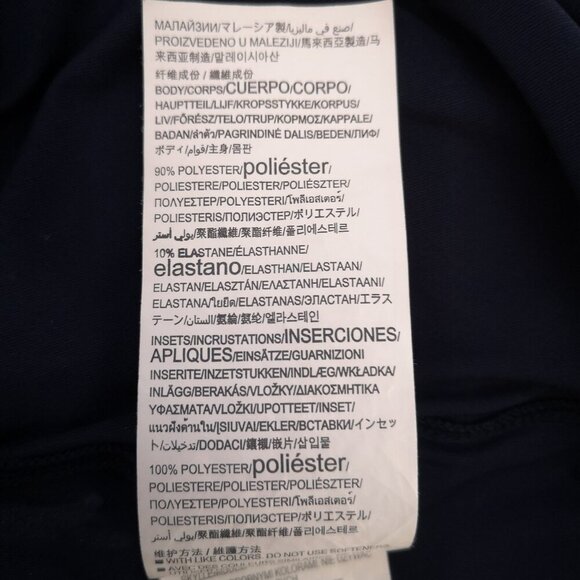 МАЛАЙЗИИ/マレーシア製/صنع في ماليزيا/
PROIZVEDENO U MALEZIJI/馬來西亞製造/马
来西亚制造/말레이시아산
纤维成份 / 纖維成份
BODY/CORPS/CUERPO/CORPO/
HAUPTTEIL/LIJF/KROPSSTYKKE/KORPUS/
LIV/FŐRÉSZ/TELO/TRUP/ΚΟΡΜΟΣ/KAPPALE/
BADAN/ลำตัว/PAGRINDINĖ DALIS/BEDEN/ЛИФ/
ボディ/قوام/主身/몸판
90% POLYESTER/poliéster/
POLIESTERE/POLIESTER/POLIÉSZTER/
ΠΟΛΥΕΣΤΕΡ/POLYESTERI/โพลีเอสเตอร์/
POLIESTERIS/ПОЛИЭСТЕР/ポリエステル/
بولي أستر/聚酯纖維/聚酯纤维/폴리에스테르
10% ELASTANE/ÉLASTHANNE/
elastano/ELASTHAN/ELASTAAN/
ELASTAN/ELASZTÁN/ΕΛΑΣΤΑΝΗ/ELASTAANI/
ELASTANA/ใยยืด/ELASTANAS/ЭЛАСТАН/エラス
テーン/الستان/氨綸/氨纶/엘라스테인
INSETS/INCRUSTATIONS/INSERCIONES/
APLIQUES/EINSÄTZE/GUARNIZIONI
INSERITE/INZETSTUKKEN/INDLÆG/WKŁADKA/
INLÄGG/BERAKÁS/VLOŽKY/ΔΙΑΚΟΣΜΗΤΙΚΑ
ΥΦΑΣΜΑΤΑ/VLOŽKI/UPOTTEET/INSET/
แนวฝังด้านใน/ĮSIUVAI/EKLER/ВСТАВКИ/インセッ
ト/تدخيلات/DODACI/鑲襯/嵌片/삽입물
100% POLYESTER/poliéster/
POLIESTERE/POLIESTER/POLIÉSZTER/
ΠΟΛΥΕΣΤΕΡ/POLYESTERI/โพลีเอสเตอร์/
POLIESTERIS/ПОЛИЭСТЕР/ポリエステル/
بولي أستر/聚酯纖維/聚酯纤维/폴리에스테르
维护方法 / 維護方法
WITH LIKE COLORS. DO NOT USE SOFTENERS